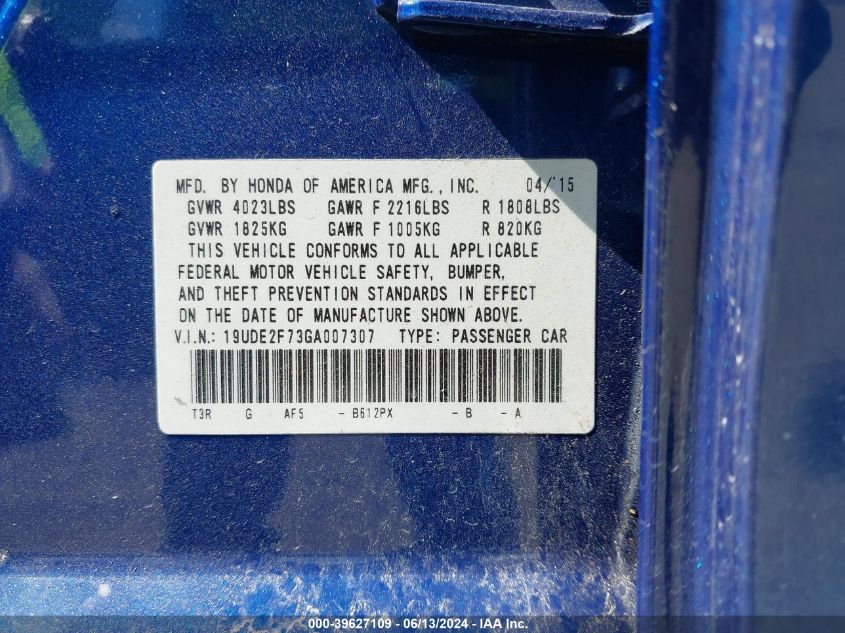 MFD. BY HONDA OF AMERICA MFG., INC. 04/'15
GVWR 4023LBS GAWR F 2216LBS R 1808LBS
GVWR 1825KG GAWR F 1005KG R 820KG
THIS VEHICLE CONFORMS TO ALL APPLICABLE
FEDERAL MOTOR VEHICLE SAFETY, BUMPER,
AND THEFT PREVENTION STANDARDS IN EFFECT
ON THE DATE OF MANUFACTURE SHOWN ABOVE.
V.I.N.: 19UDE2F73GA007307 TYPE: PASSENGER CAR
T3R G AF5 - B612PX - B - A
000-39627109 - 06/13/2024 - IAA Inc.